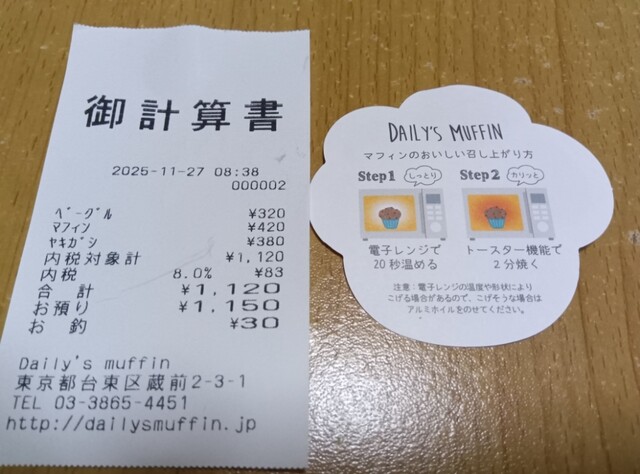 御計算書
2025-11-27 08:38
000002
ベーグル ¥320
マフィン ¥420
ヤキガシ ¥380
内税対象計 ¥1,120
内税 8.0% ¥83
合計 ¥1,120
お預り ¥1,150
お釣 ¥30
Daily's muffin
東京都台東区蔵前2-3-1
TEL 03-3865-4451
http://dailysmuffin.jp
DAILY'S MUFFIN
マフィンのおいしい召し上がり方
Step1 しっとり
電子レンジで
20秒温める
Step2 カリッと
トースター機能で
2分焼く
注意：電子レンジの温度や形状により
こげる場合があるので、こげそうな場合は
アルミホイルをのせてください。